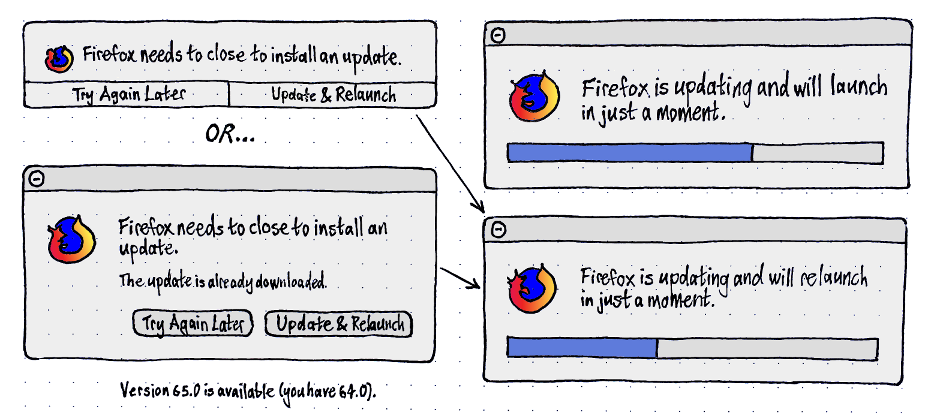 Firefox needs to close to install an update.
Try Again Later
Update & Relaunch
OR...
Firefox needs to close to install an
update.
The update is already downloaded.
Try Again Later
Update & Relaunch
Version 65.0 is available (you have 64.0).
Firefox is updating and will launch
in just a moment.
Firefox is updating and will relaunch
in just a moment.